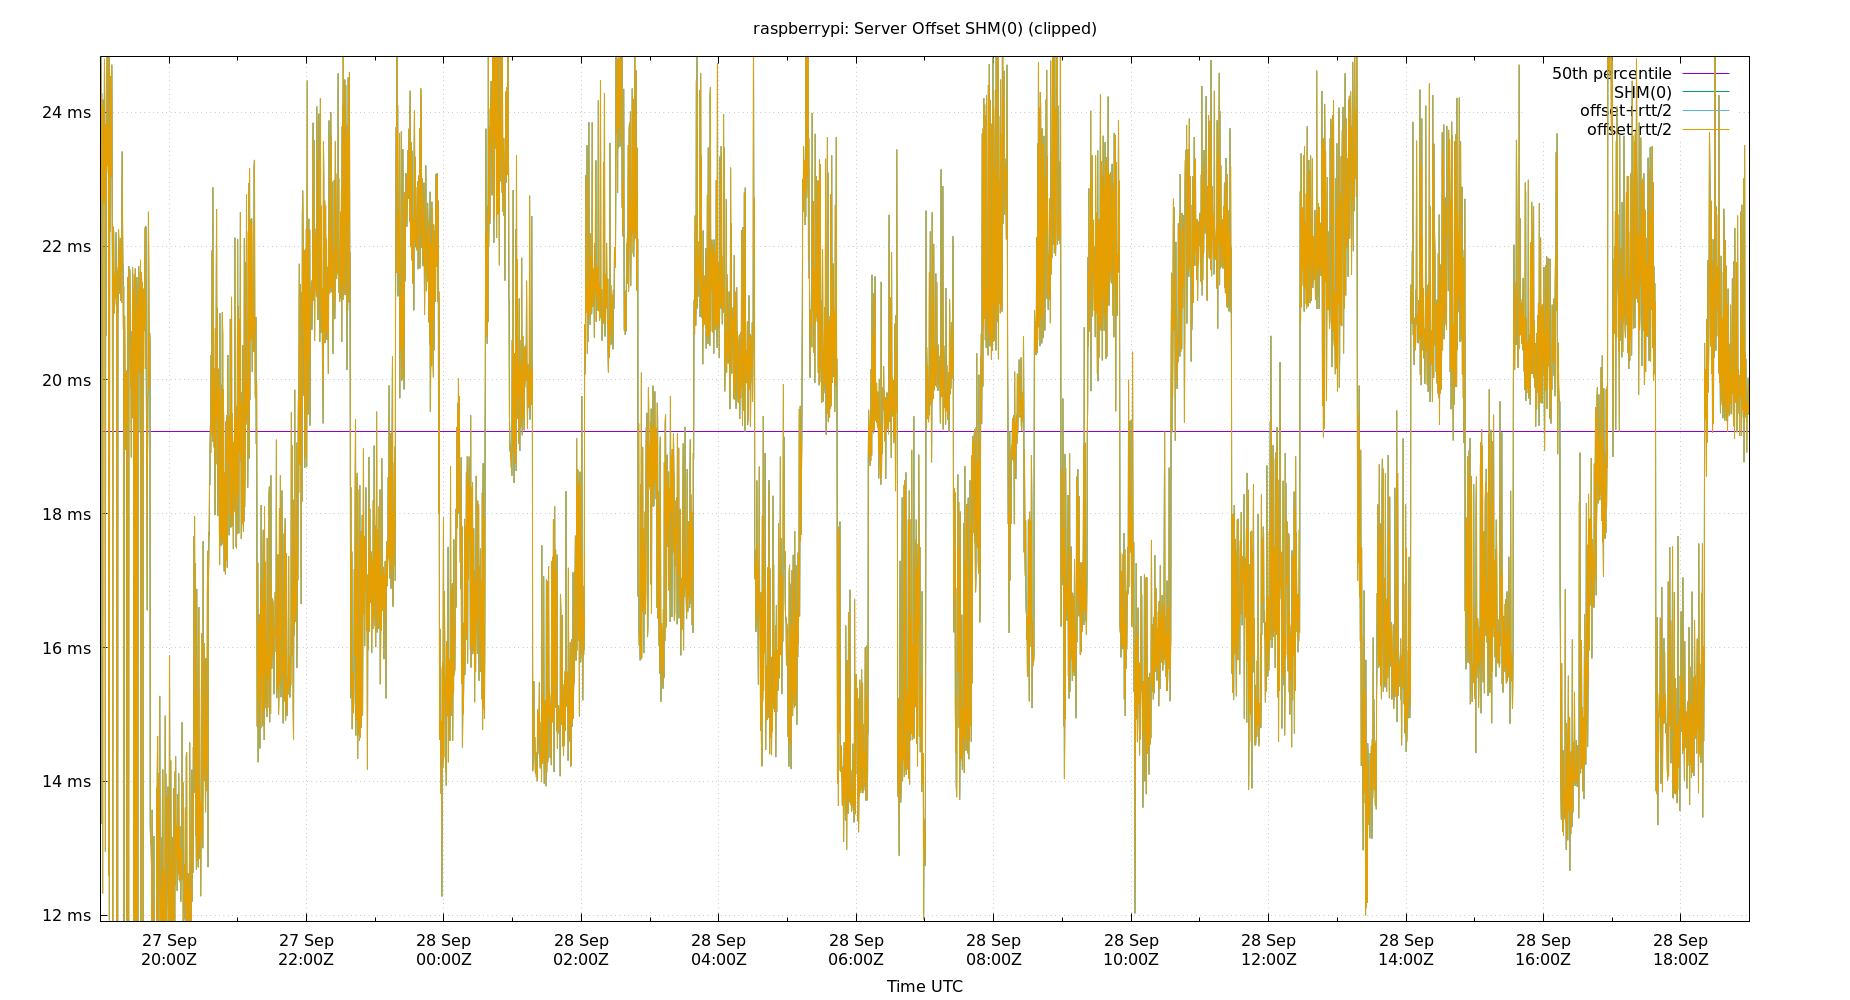 raspberrypi: Server Offset SHM(0) (clipped)
50th percentile
SHM(0)
offset+rtt/2
offset-rtt/2
24 ms
22 ms
20 ms
18 ms
16 ms
14 ms
12 ms
27 Sep
20:00Z
27 Sep
22:00Z
28 Sep
00:00Z
28 Sep
02:00Z
28 Sep
04:00Z
28 Sep
06:00Z
28 Sep
08:00Z
28 Sep
10:00Z
28 Sep
12:00Z
28 Sep
14:00Z
28 Sep
16:00Z
28 Sep
18:00Z
Time UTC